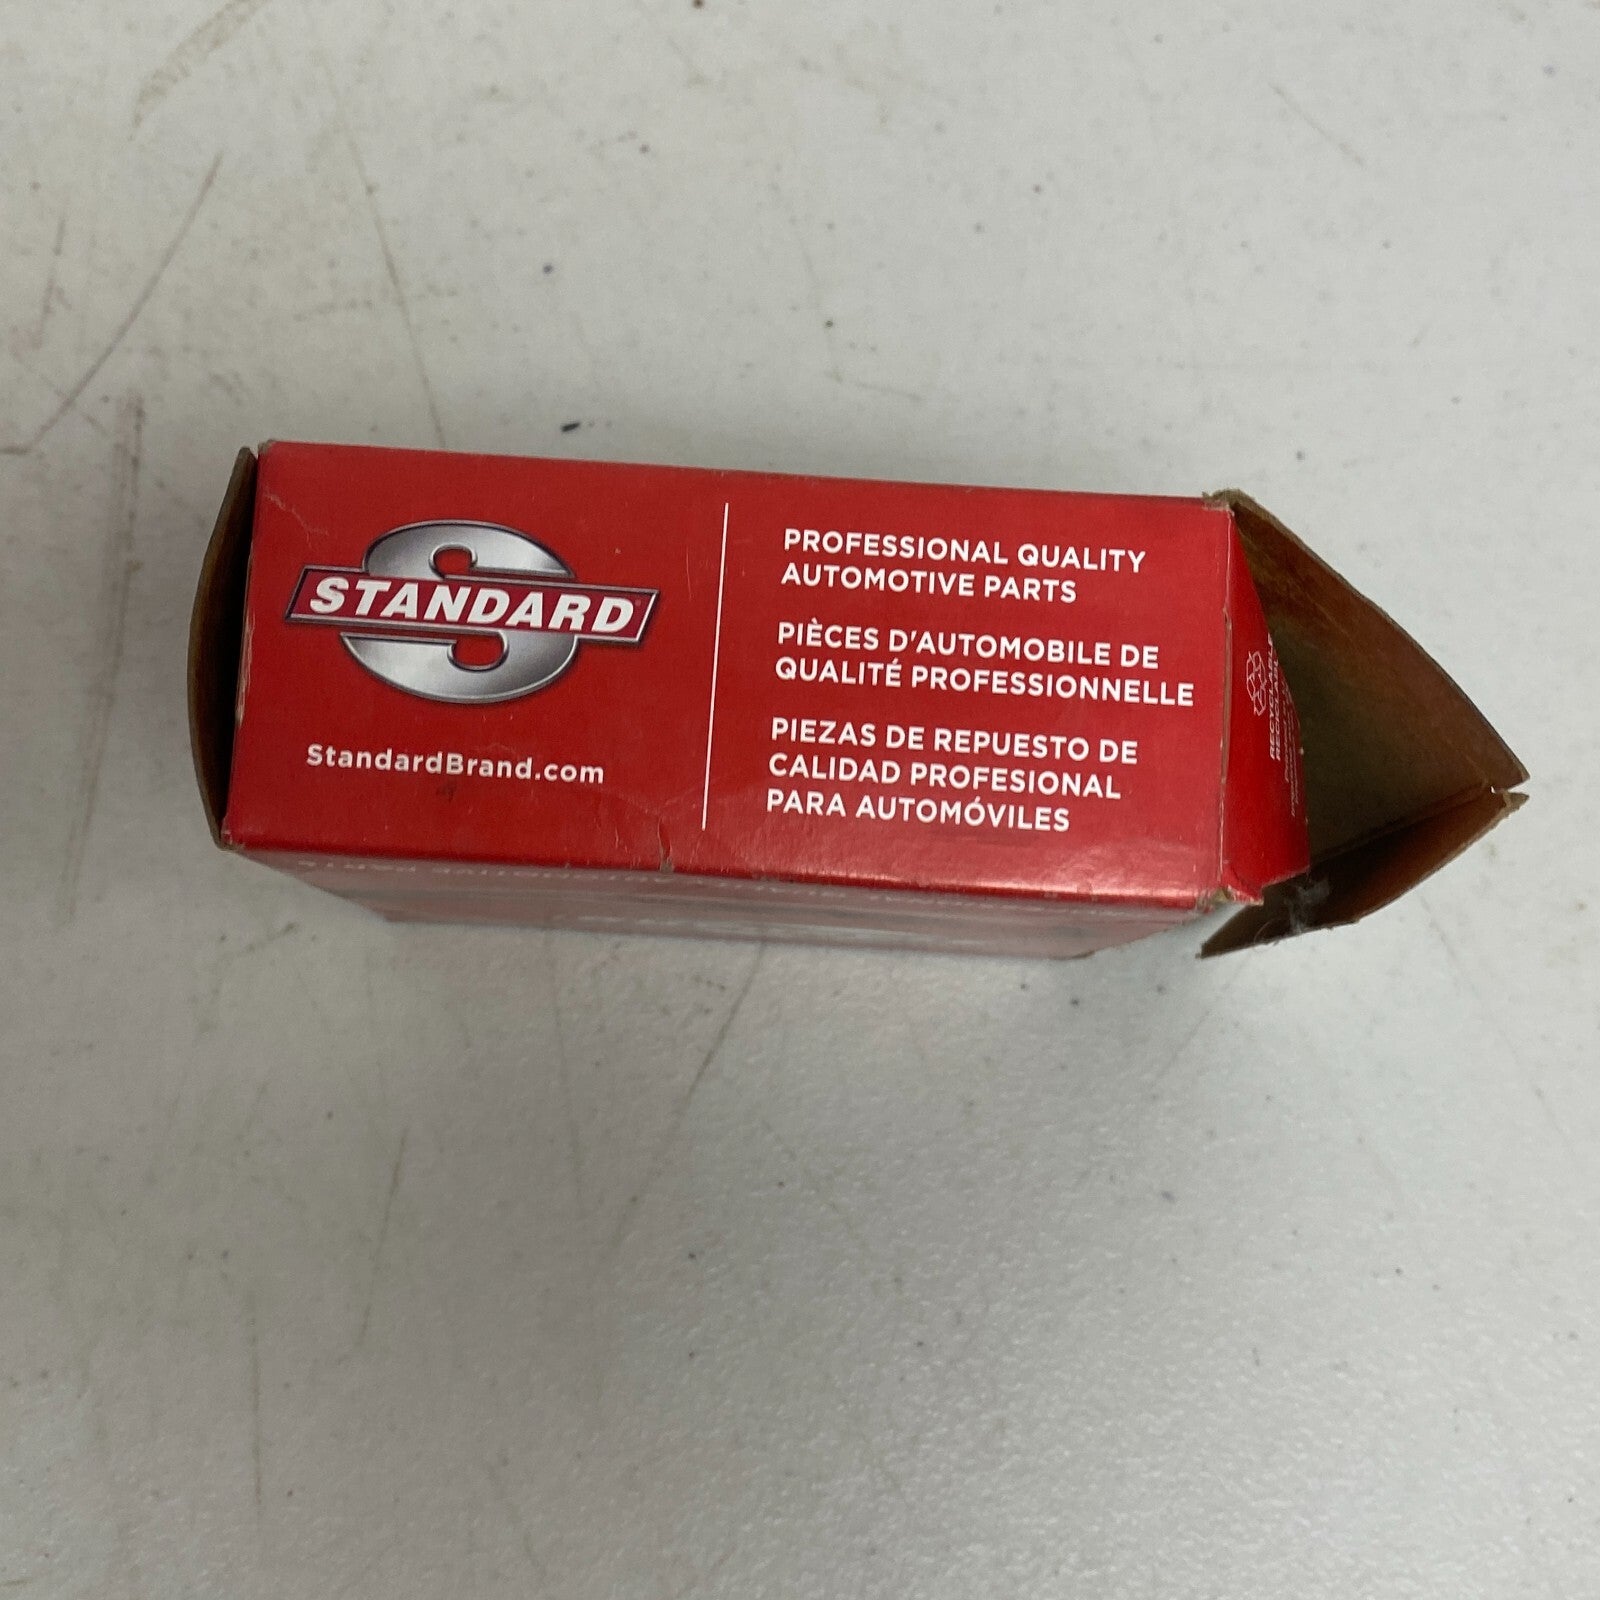 STANDARD
StandardBrand.com
PROFESSIONAL QUALITY
AUTOMOTIVE PARTS
PIÈCES D'AUTOMOBILE DE
QUALITÉ PROFESSIONNELLE
PIEZAS DE REPUESTO DE
CALIDAD PROFESIONAL
PARA AUTOMÓVILES
RECYCLABLE